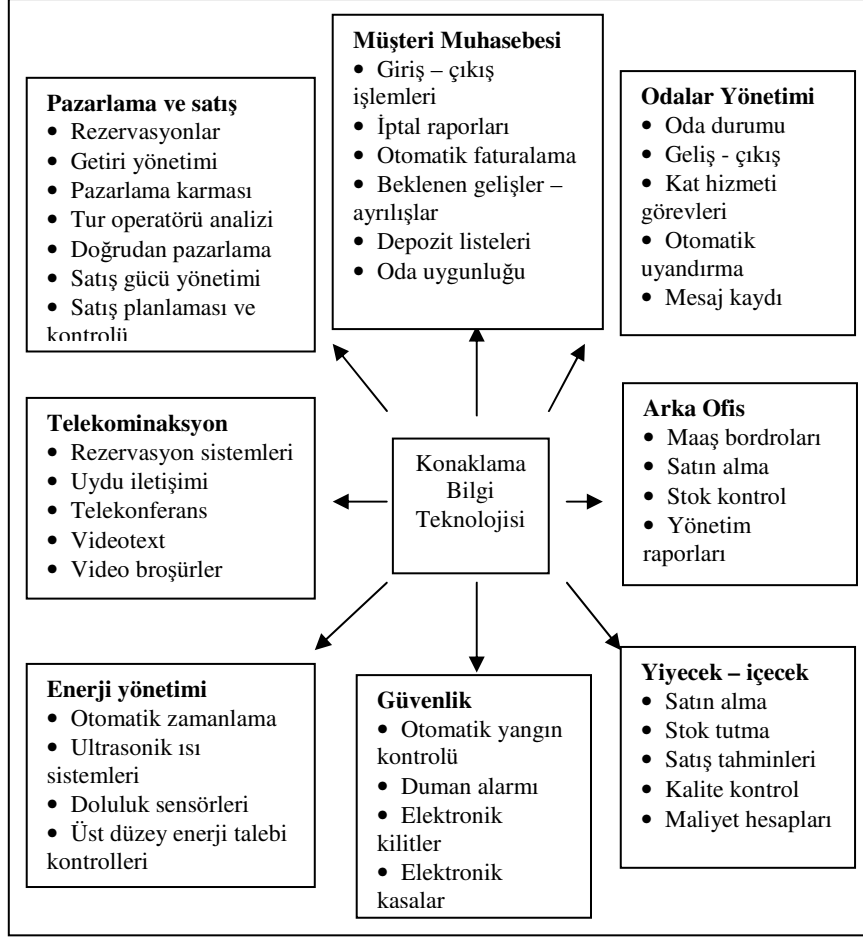 Müşteri Muhasebesi
• Giriş – çıkış
işlemleri
• İptal raporları
• Otomatik faturalama
• Beklenen gelişler –
ayrılışlar
• Depozit listeleri
• Oda uygunluğu
Pazarlama ve satış
• Rezervasyonlar
• Getiri yönetimi
• Pazarlama karması
• Tur operatörü analizi
• Doğrudan pazarlama
• Satış gücü yönetimi
• Satış planlaması ve
kontrolü
Odalar Yönetimi
• Oda durumu
• Geliş - çıkış
• Kat hizmeti
görevleri
• Otomatik
uyandırma
• Mesaj kaydı
Telekominaksyon
• Rezervasyon sistemleri
• Uydu iletişimi
• Telekonferans
• Videotext
• Video broşürler
Konaklama
Bilgi
Teknolojisi
Arka Ofis
• Maaş bordroları
• Satın alma
• Stok kontrol
• Yönetim
raporları
Enerji yönetimi
• Otomatik zamanlama
• Ultrasonik ısı
sistemleri
• Doluluk sensörleri
• Üst düzey enerji talebi
kontrolleri
Güvenlik
• Otomatik yangın
kontrolü
• Duman alarmı
• Elektronik
kilitler
• Elektronik
kasalar
Yiyecek – içecek
• Satın alma
• Stok tutma
• Satış tahminleri
• Kalite kontrol
• Maliyet hesapları